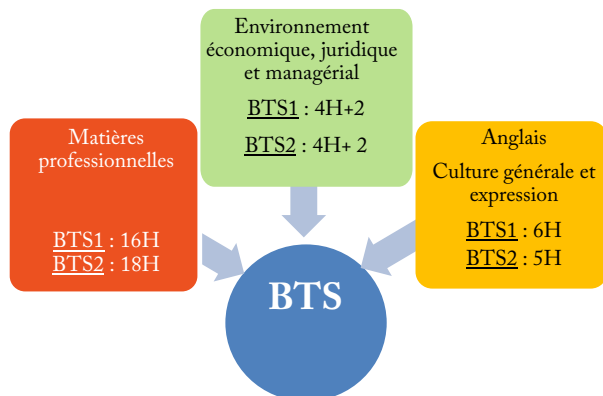 Environnement
économique, juridique
et managérial
BTS1 : 4H+2
BTS2 : 4H+ 2
Matières
professionnelles
BTS1 : 16H
BTS2 : 18H
Anglais
Culture générale et
expression
BTS1 : 6H
BTS2 : 5H
BTS